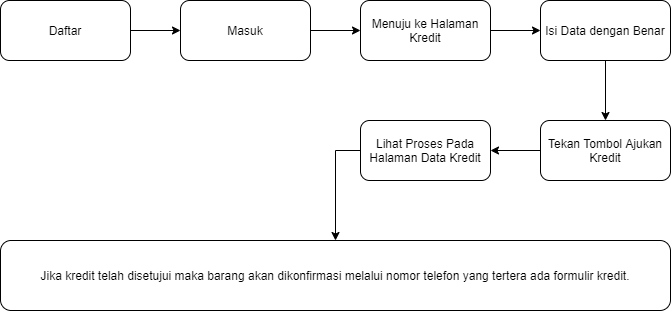 Daftar
Masuk
Menuju ke Halaman
Kredit
Isi Data dengan Benar
Tekan Tombol Ajukan
Kredit
Lihat Proses Pada
Halaman Data Kredit
Jika kredit telah disetujui maka barang akan dikonfirmasi melalui nomor telefon yang tertera ada formulir kredit.